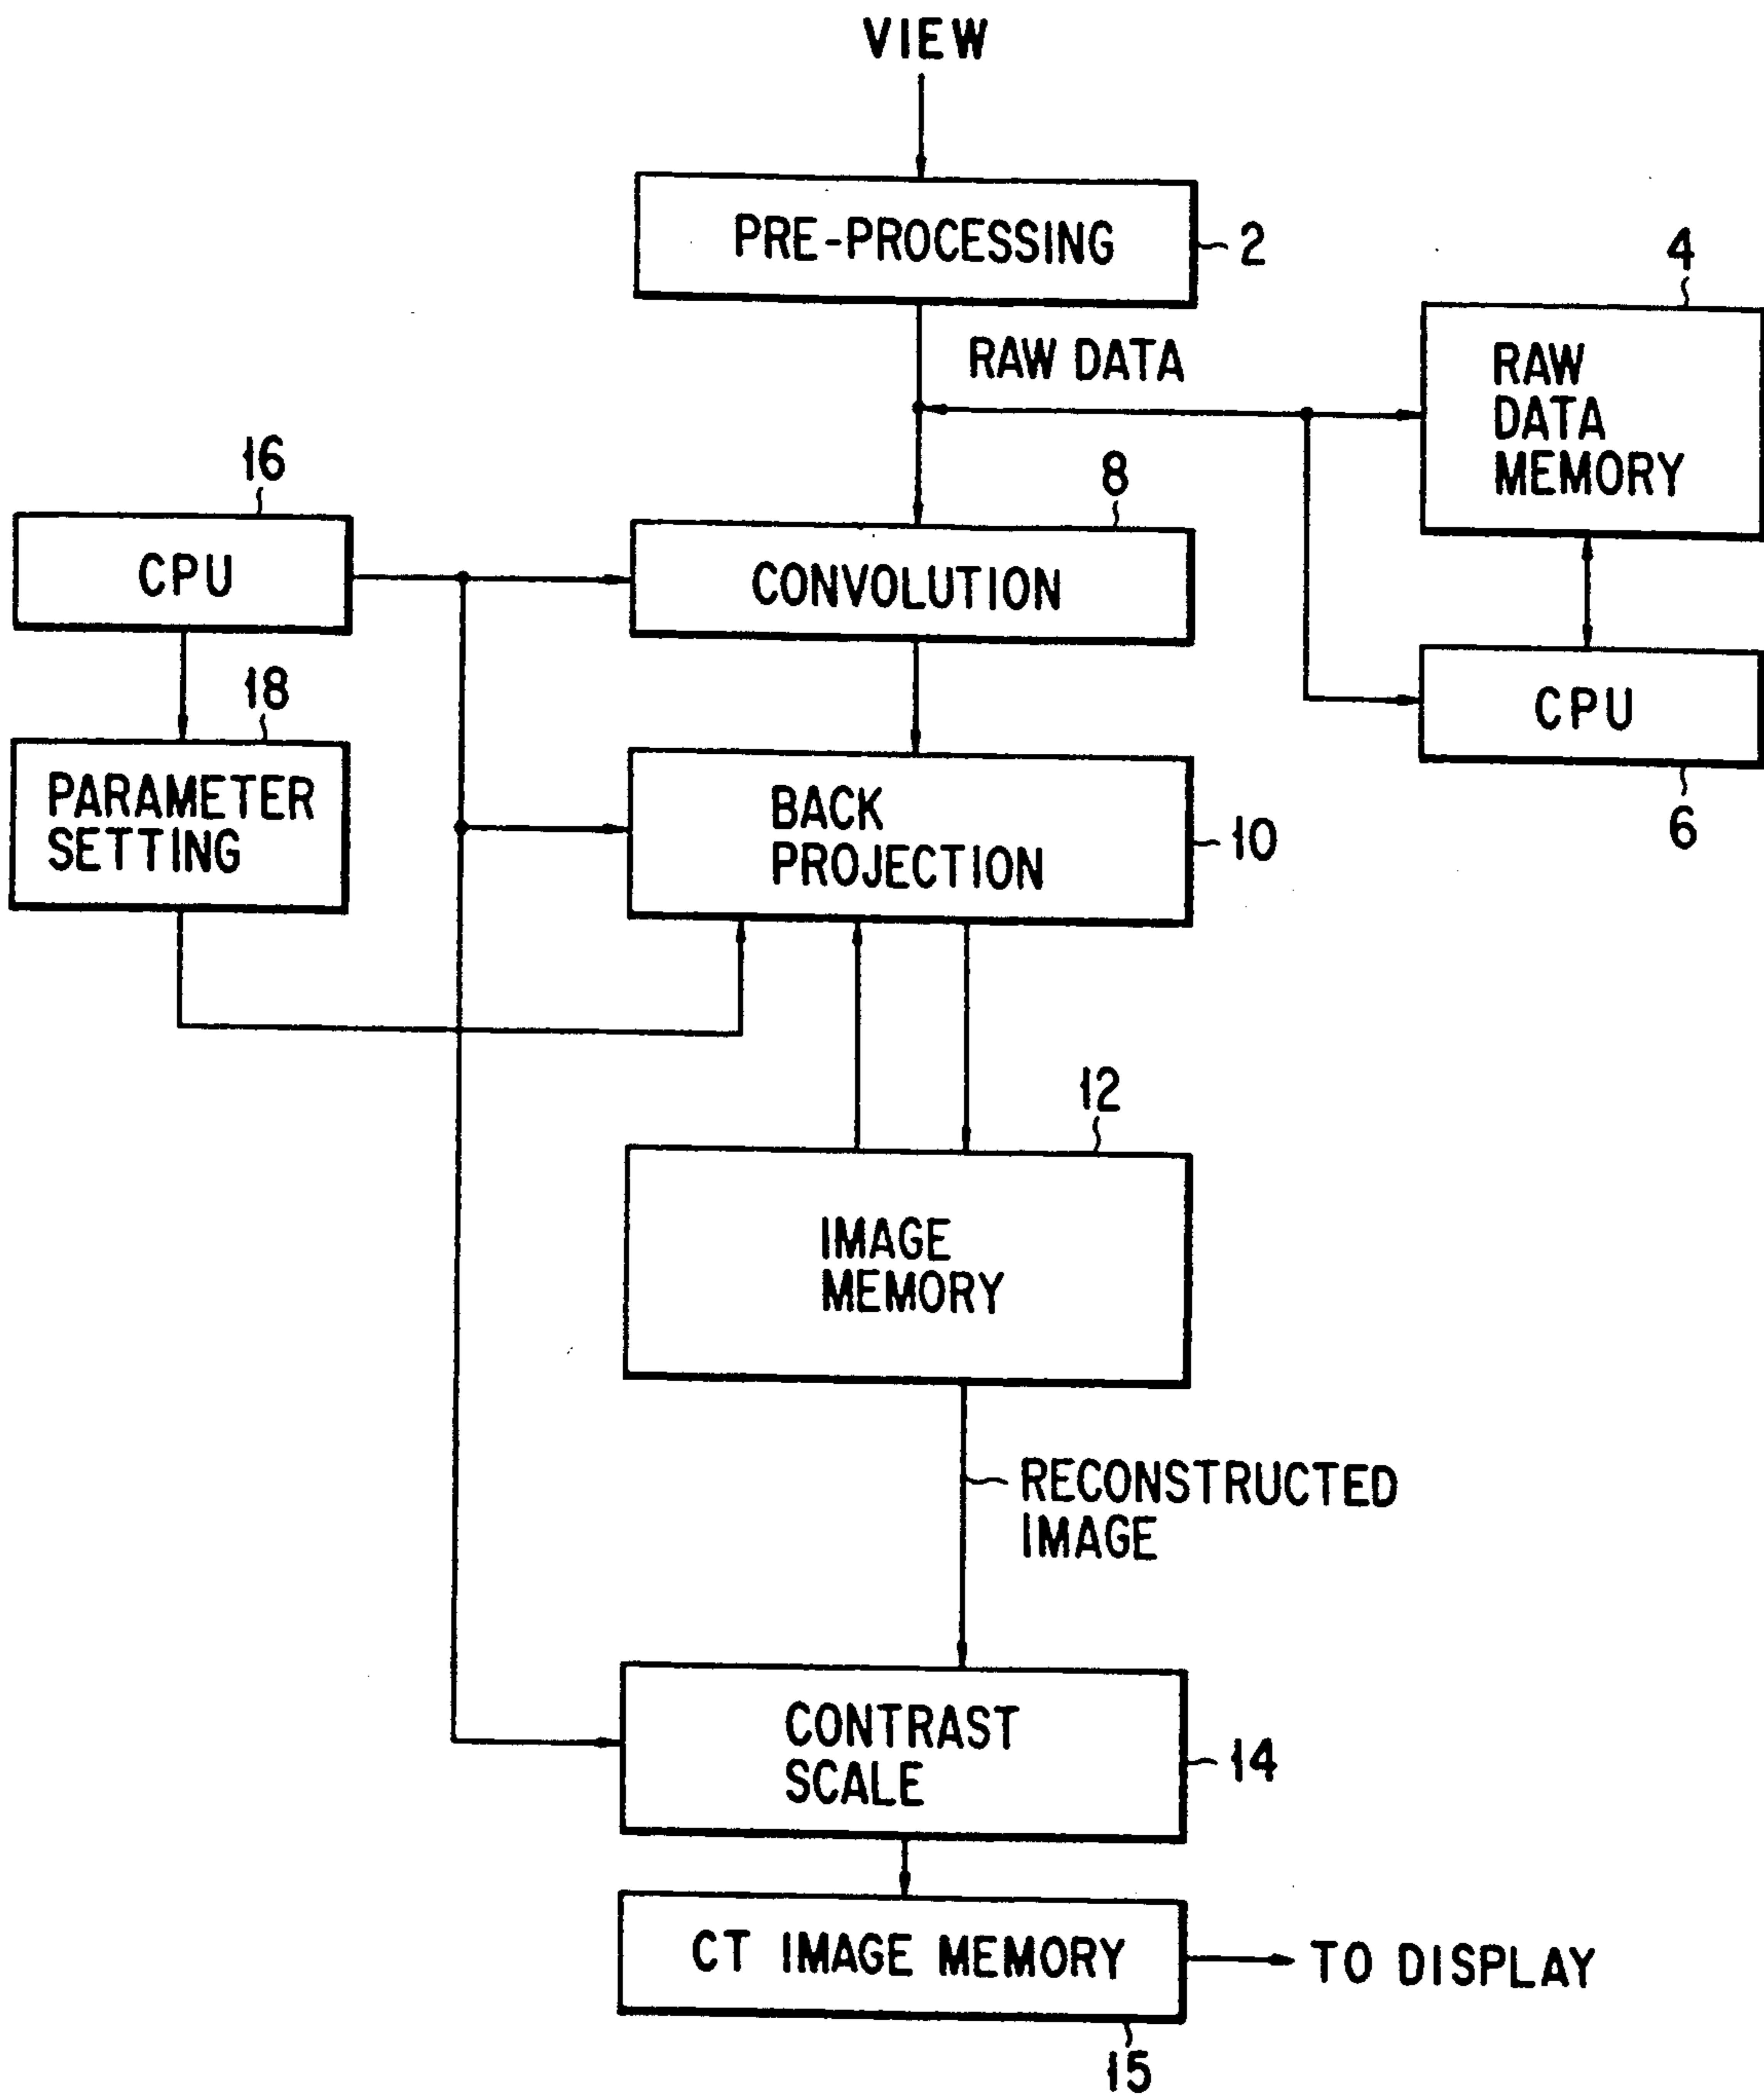 VIEW
PRE-PROCESSING
2
4
RAW DATA
RAW
DATA
MEMORY
16
8
CPU
CONVOLUTION
18
CPU
6
PARAMETER
SETTING
BACK
PROJECTION
10
12
IMAGE
MEMORY
RECONSTRUCTED
IMAGE
CONTRAST
SCALE
14
CT IMAGE MEMORY
TO DISPLAY
15